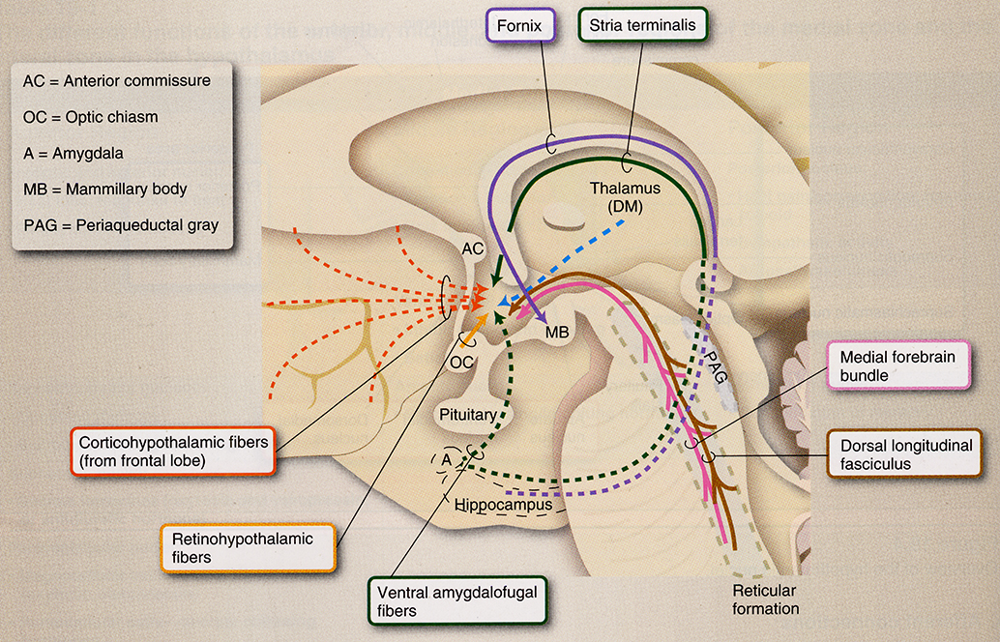 Fornix
Stria terminalis
AC = Anterior commissure
OC = Optic chiasm
A = Amygdala
MB = Mammillary body
PAG = Periaqueductal gray
Thalamus
(DM)
AC
MB
OC
PAG
Pituitary
A
Hippocampus
Medial forebrain
bundle
Dorsal longitudinal
fasciculus
Corticohypothalamic fibers
(from frontal lobe)
Retinohypothalamic
fibers
Ventral amygdalofugal
fibers
Reticular
formation